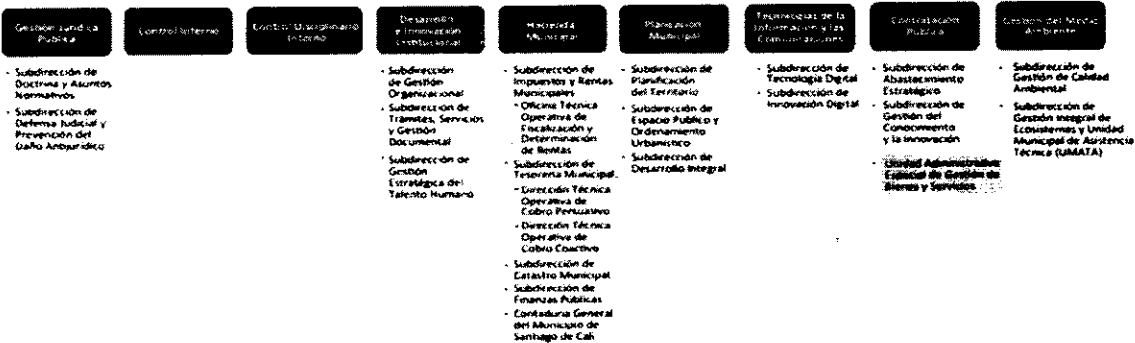 Gestión Jurídica
Pública
- Subdirección de
Doctrina y Asuntos
Normativos
- Subdirección de
Defensa Judicial y
Prevención del
Daño Antijurídico
Control Interno
Control Disciplinario
Interno
Desarrollo
e Innovación
Institucional
- Subdirección
de Gestión
Organizacional
- Subdirección de
Trámites, Servicios
y Gestión
Documental
- Subdirección de
Gestión
Estratégica del
Talento Humano
Hacienda
Municipal
- Subdirección de
Impuestos y Rentas
Municipales
- Oficina Técnica
Operativa de
Fiscalización y
Determinación
de Rentas
- Subdirección de
Tesorería Municipal
- Dirección Técnica
Operativa de
Cobro Persuasivo
- Dirección Técnica
Operativa de
Cobro Coactivo
- Subdirección de
Catastro Municipal
- Subdirección de
Finanzas Públicas
- Contaduría General
del Municipio de
Santiago de Cali
Planeación
Municipal
- Subdirección de
Planificación
del Territorio
- Subdirección de
Espacio Público y
Ordenamiento
Urbanístico
- Subdirección de
Desarrollo Integral
Tecnologías de la
Información y las
Comunicaciones
- Subdirección de
Tecnología Digital
- Subdirección de
Innovación Digital
Contratación
Pública
- Subdirección de
Abastecimiento
Estratégico
- Subdirección de
Gestión del
Conocimiento
y la Innovación
- Unidad Administrativa
Especial de Gestión de
Bienes y Servicios
Gestión del Medio
Ambiente
- Subdirección de
Gestión de Calidad
Ambiental
- Subdirección de
Gestión Integral de
Ecosistemas y Unidad
Municipal de Asistencia
Técnica (UMATA)